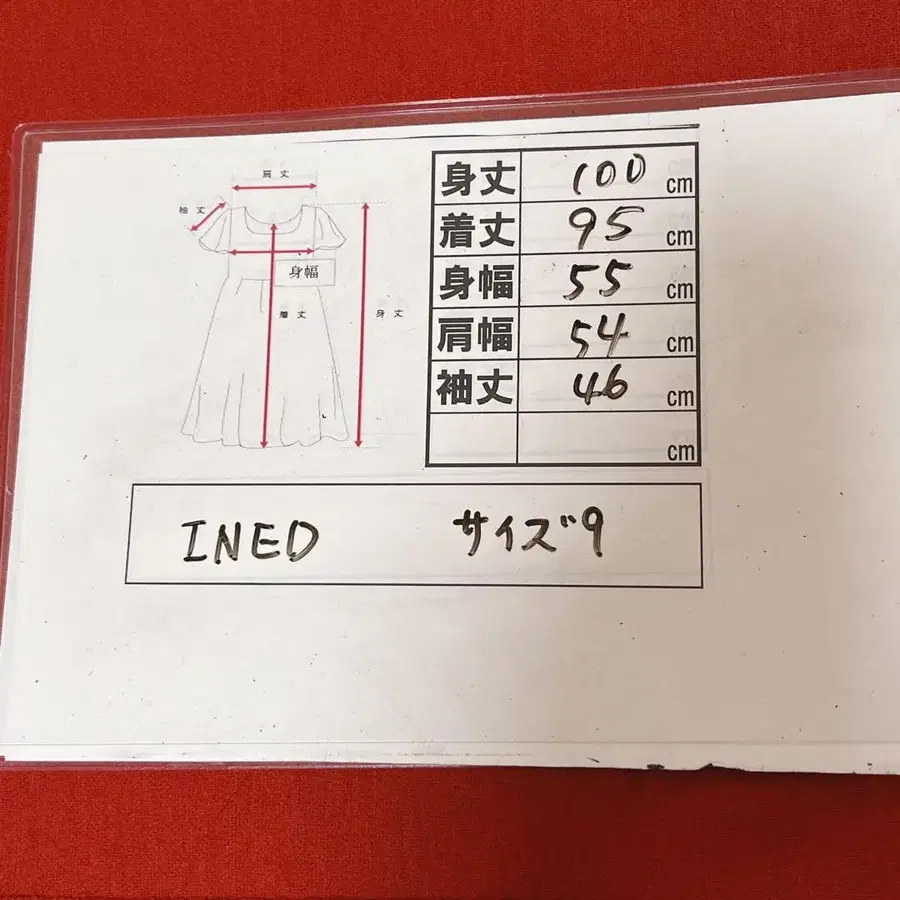 肩 丈
袖 丈
身幅
着 丈
身 丈
身丈 100 cm
着丈 95 cm
身幅 55 cm
肩幅 54 cm
袖丈 46 cm
cm
INED サイズ9